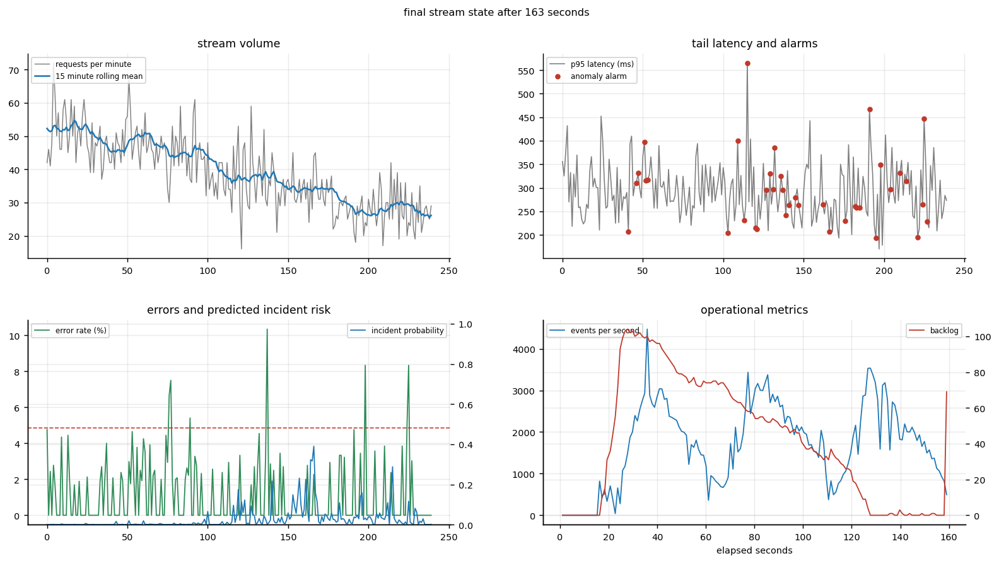 final stream state after 163 seconds
stream volume
requests per minute
15 minute rolling mean
70
60
50
40
30
20
0 50 100 150 200 250
tail latency and alarms
p95 latency (ms)
anomaly alarm
550
500
450
400
350
300
250
200
0 50 100 150 200 250
errors and predicted incident risk
error rate (%)
incident probability
10
8
6
4
2
0
1.0
0.8
0.6
0.4
0.2
0.0
0 50 100 150 200 250
operational metrics
events per second
backlog
4000
3000
2000
1000
0
100
80
60
40
20
0
0 20 40 60 80 100 120 140 160
elapsed seconds